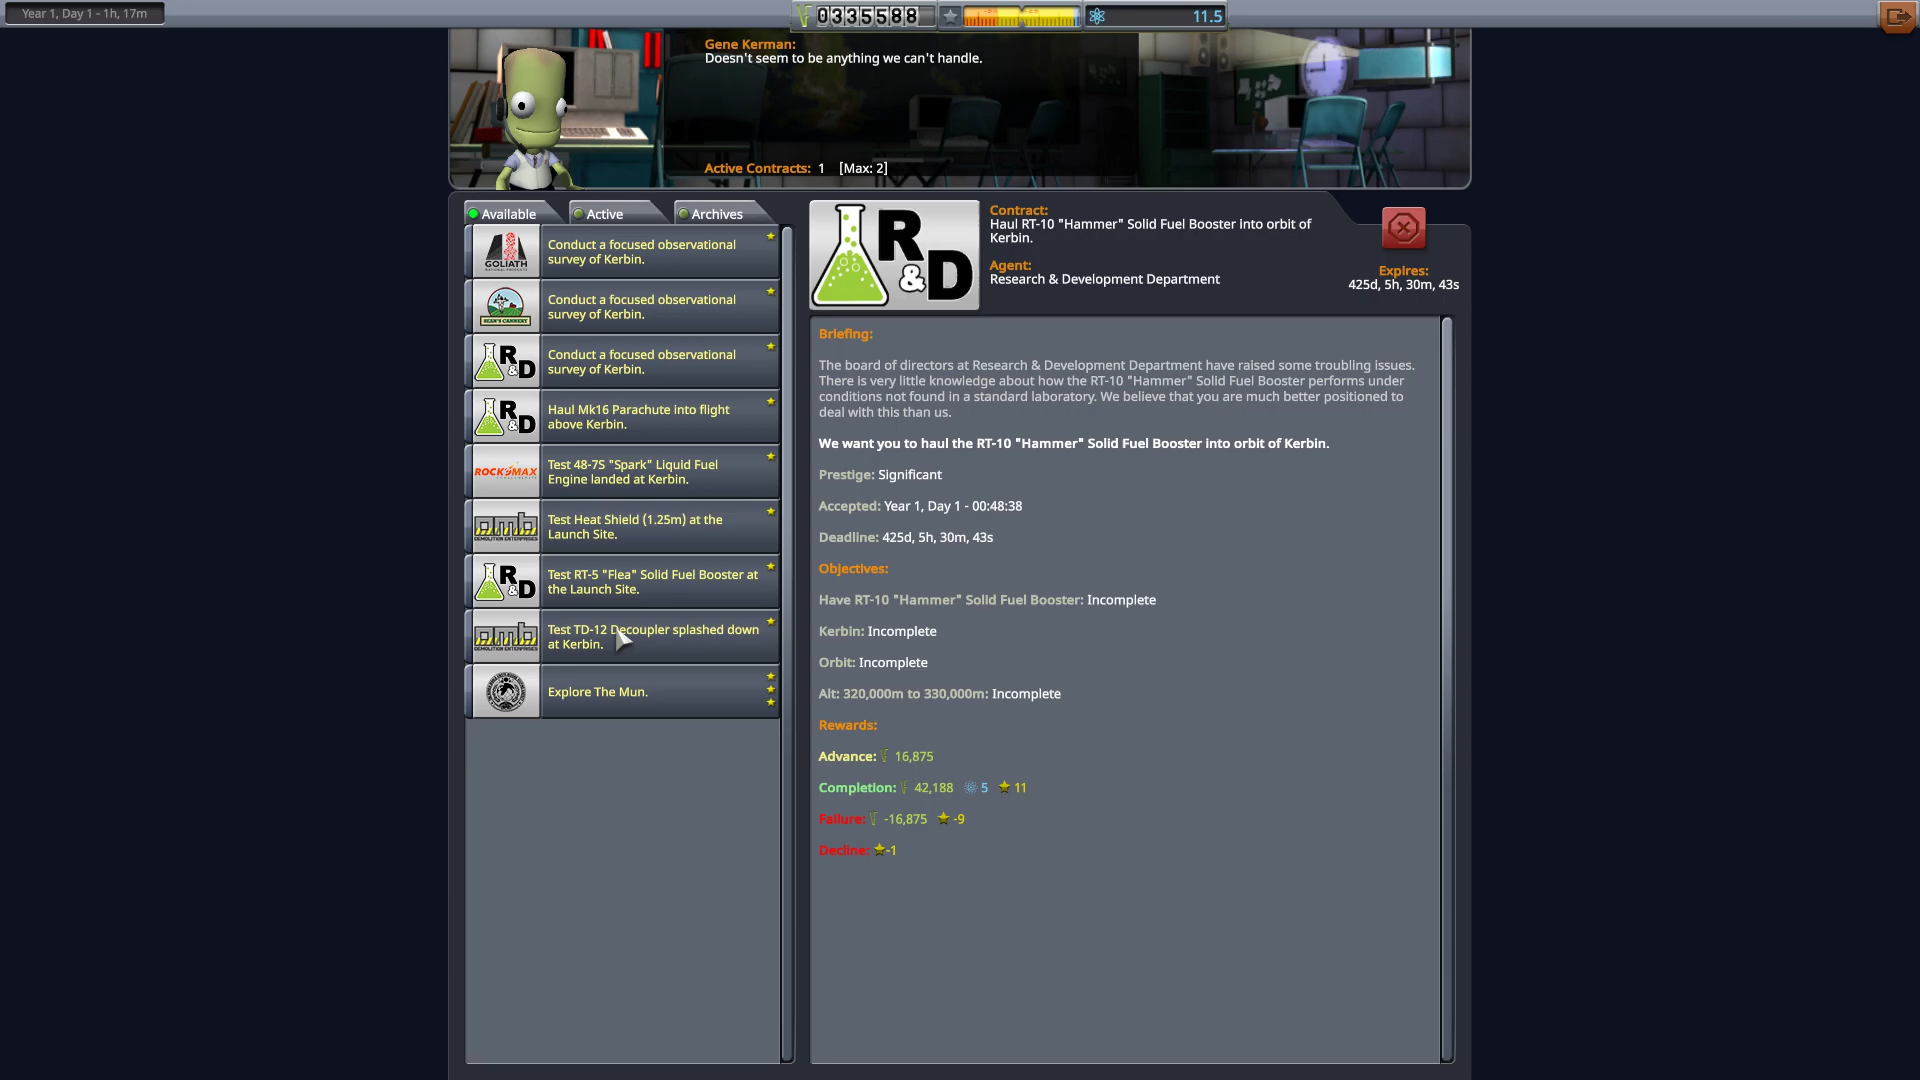 Year 1, Day 1 - 1h, 17m
0335588
11.5
Gene Kerman:
Doesn't seem to be anything we can't handle.
Active Contracts: 1 [Max: 2]
Available
Active
Archives
GOLIATH
NATIONAL PRODUCTS
Conduct a focused observational
survey of Kerbin.
SEAN'S CANNERY
Conduct a focused observational
survey of Kerbin.
R&D
Conduct a focused observational
survey of Kerbin.
R&D
Haul Mk16 Parachute into flight
above Kerbin.
ROCKOMAX
Test 48-7S "Spark" Liquid Fuel
Engine landed at Kerbin.
DEMOLITION ENTERPRISES
Test Heat Shield (1.25m) at the
Launch Site.
R&D
Test RT-5 "Flea" Solid Fuel Booster at
the Launch Site.
DEMOLITION ENTERPRISES
Test TD-12 Decoupler splashed down
at Kerbin.
Explore The Mun.
R&D
Contract:
Haul RT-10 "Hammer" Solid Fuel Booster into orbit of
Kerbin.
Agent:
Research & Development Department
Expires:
425d, 5h, 30m, 43s
Briefing:
The board of directors at Research & Development Department have raised some troubling issues.
There is very little knowledge about how the RT-10 "Hammer" Solid Fuel Booster performs under
conditions not found in a standard laboratory. We believe that you are much better positioned to
deal with this than us.
We want you to haul the RT-10 "Hammer" Solid Fuel Booster into orbit of Kerbin.
Prestige: Significant
Accepted: Year 1, Day 1 - 00:48:38
Deadline: 425d, 5h, 30m, 43s
Objectives:
Have RT-10 "Hammer" Solid Fuel Booster: Incomplete
Kerbin: Incomplete
Orbit: Incomplete
Alt: 320,000m to 330,000m: Incomplete
Rewards:
Advance: 16,875
Completion: 42,188 5 11
Failure: -16,875 -9
Decline: -1